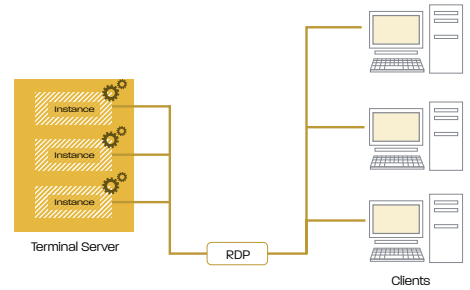 Instance
Instance
Instance
Terminal Server
RDP
Clients